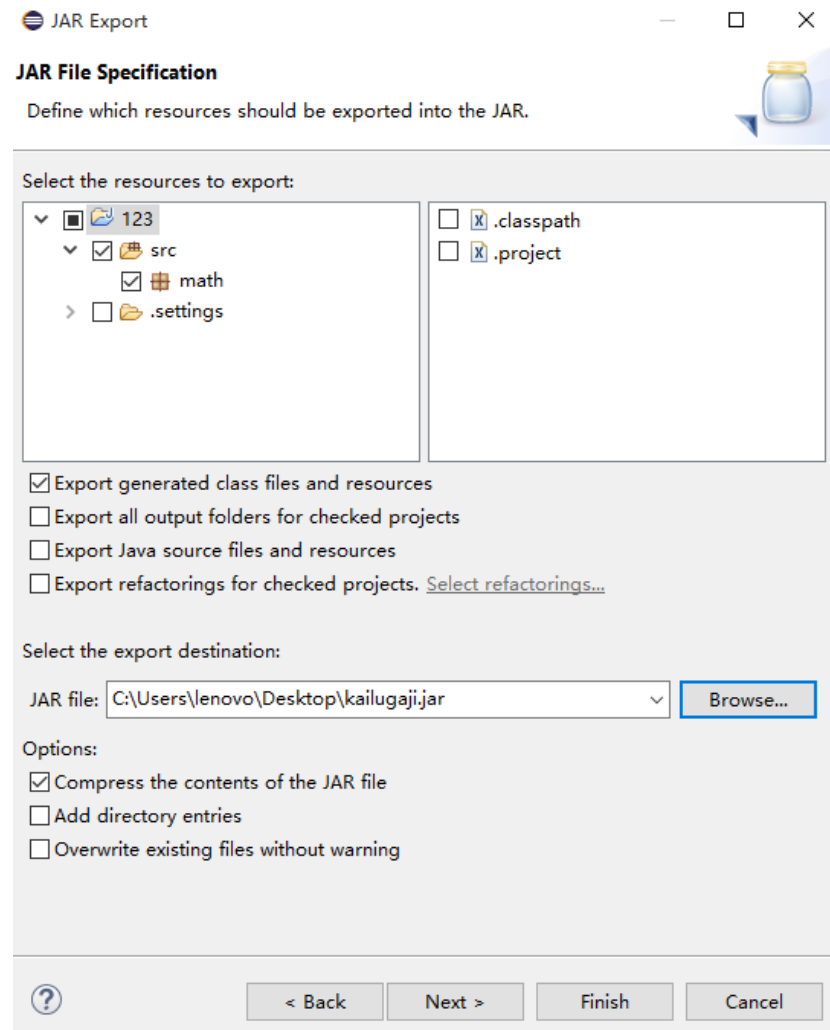 JAR Export
JAR File Specification
Define which resources should be exported into the JAR.
Select the resources to export:
123
src
math
.settings
.classpath
.project
Export generated class files and resources
Export all output folders for checked projects
Export Java source files and resources
Export refactorings for checked projects. Select refactorings...
Select the export destination:
JAR file: C:\Users\lenovo\Desktop\kailugaji.jar Browse...
Options:
Compress the contents of the JAR file
Add directory entries
Overwrite existing files without warning
? < Back Next > Finish Cancel